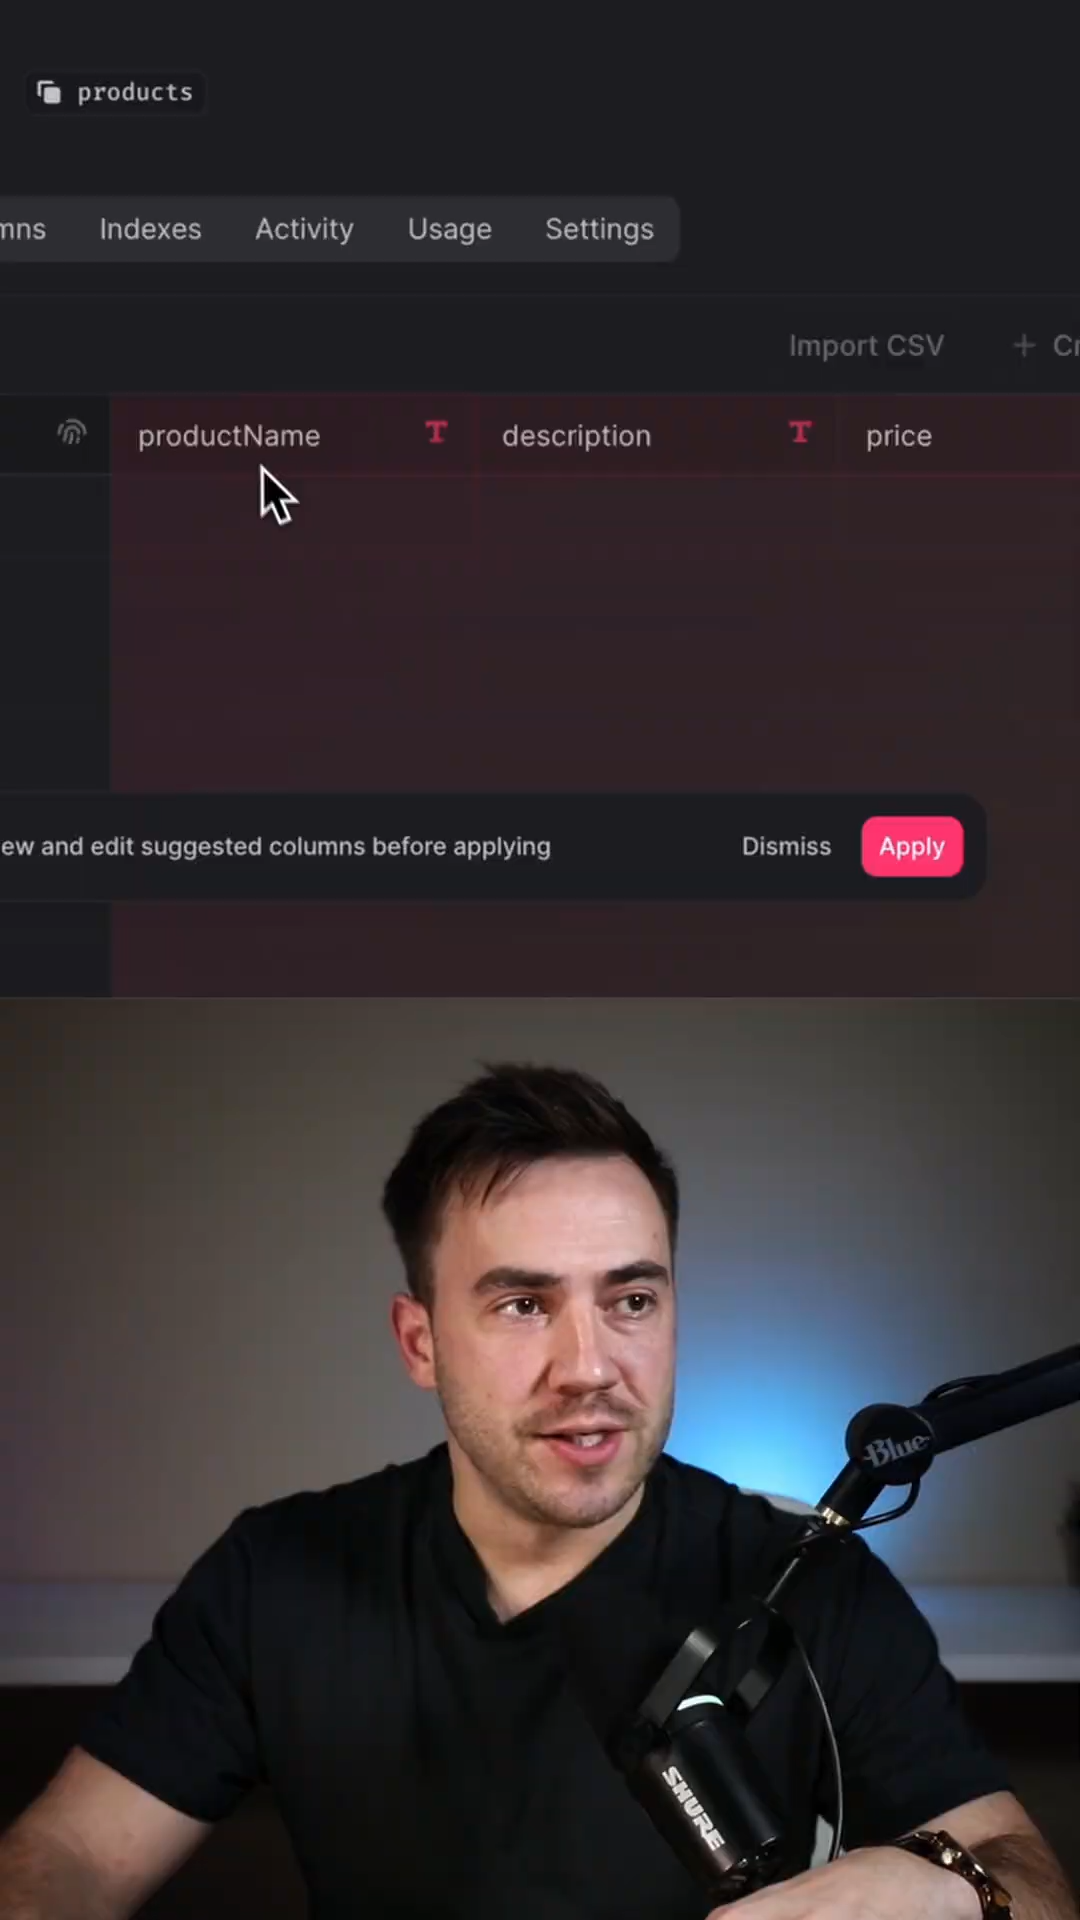 products
mns Indexes Activity Usage Settings
Import CSV + Cr
productName T description T price
ew and edit suggested columns before applying Dismiss Apply
Blue
SHURE